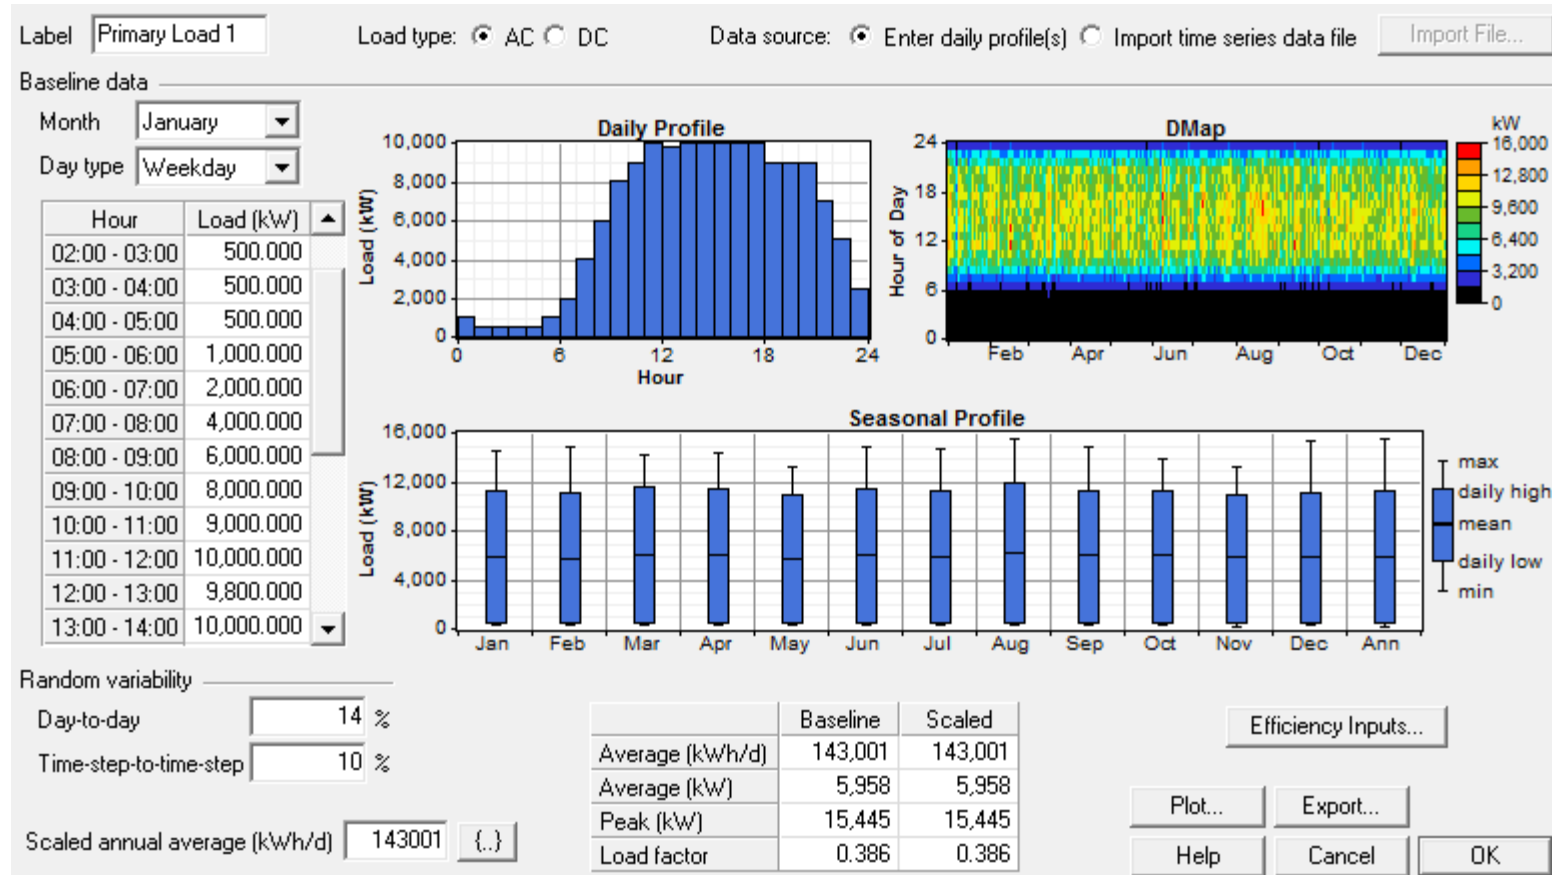 Label Primary Load 1 Load type: AC DC Data source: Enter daily profile(s) Import time series data file Import File...
Baseline data
Month January
Day type Weekday
Hour Load (kW)
02:00 - 03:00 500.000
03:00 - 04:00 500.000
04:00 - 05:00 500.000
05:00 - 06:00 1,000.000
06:00 - 07:00 2,000.000
07:00 - 08:00 4,000.000
08:00 - 09:00 6,000.000
09:00 - 10:00 8,000.000
10:00 - 11:00 9,000.000
11:00 - 12:00 10,000.000
12:00 - 13:00 9,800.000
13:00 - 14:00 10,000.000
Daily Profile
Load (kW)
10,000
8,000
6,000
4,000
2,000
0
0 6 12 18 24
Hour
DMap
Hour of Day
24
18
12
6
0
Feb Apr Jun Aug Oct Dec
kW
16,000
12,800
9,600
6,400
3,200
0
Seasonal Profile
Load (kW)
16,000
12,000
8,000
4,000
0
Jan Feb Mar Apr May Jun Jul Aug Sep Oct Nov Dec Ann
max
daily high
mean
daily low
min
Random variability
Day-to-day 14 %
Time-step-to-time-step 10 %
Scaled annual average (kWh/d) 143001 {..}
Baseline Scaled
Average (kWh/d) 143,001 143,001
Average (kW) 5,958 5,958
Peak (kW) 15,445 15,445
Load factor 0.386 0.386
Efficiency Inputs...
Plot... Export...
Help Cancel OK